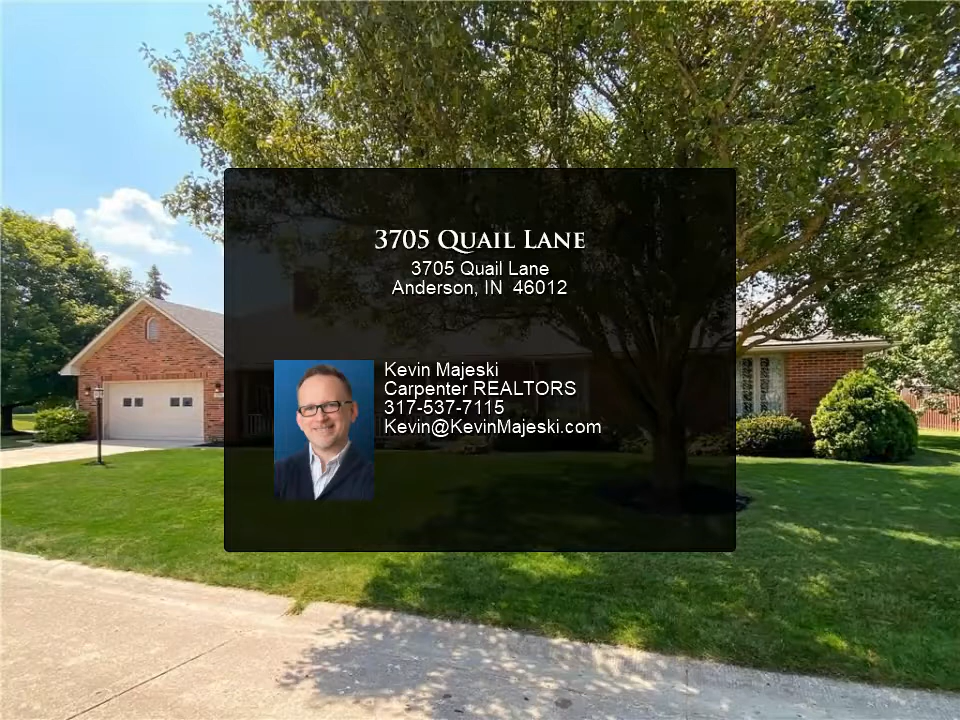 3705 Quail Lane
3705 Quail Lane
Anderson, IN  46012
Kevin Majeski
Carpenter REALTORS
317-537-7115
Kevin@KevinMajeski.com